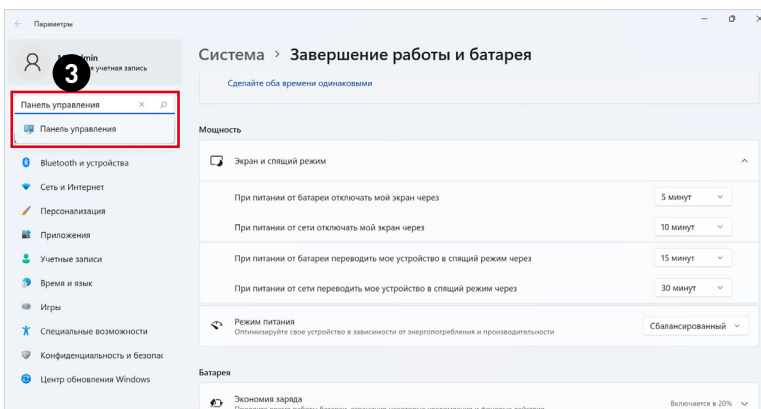 Параметры
min
я учетная запись
3
Панель управления
Панель управления
Bluetooth и устройства
Сеть и Интернет
Персонализация
Приложения
Учетные записи
Время и язык
Игры
Специальные возможности
Конфиденциальность и безопас
Центр обновления Windows
Система > Завершение работы и батарея
Сделайте оба времени одинаковыми
Мощность
Экран и спящий режим
При питании от батареи отключать мой экран через 5 минут
При питании от сети отключать мой экран через 10 минут
При питании от батареи переводить мое устройство в спящий режим через 15 минут
При питании от сети переводить мое устройство в спящий режим через 30 минут
Режим питания
Оптимизируйте свое устройство в зависимости от энергопотребления и производительности
Сбалансированный
Батарея
Экономия заряда
Включается в 20%